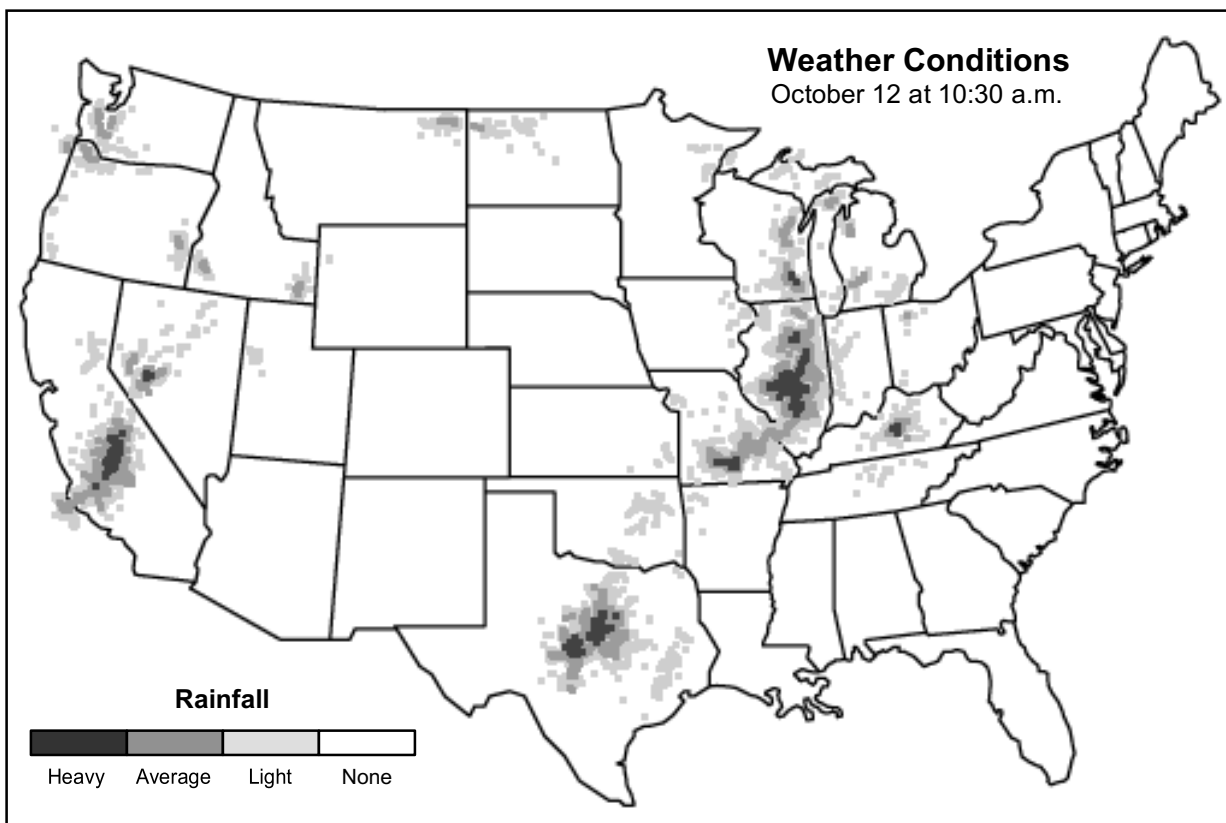 Weather Conditions
October 12 at 10:30 a.m.
Rainfall
Heavy Average Light None